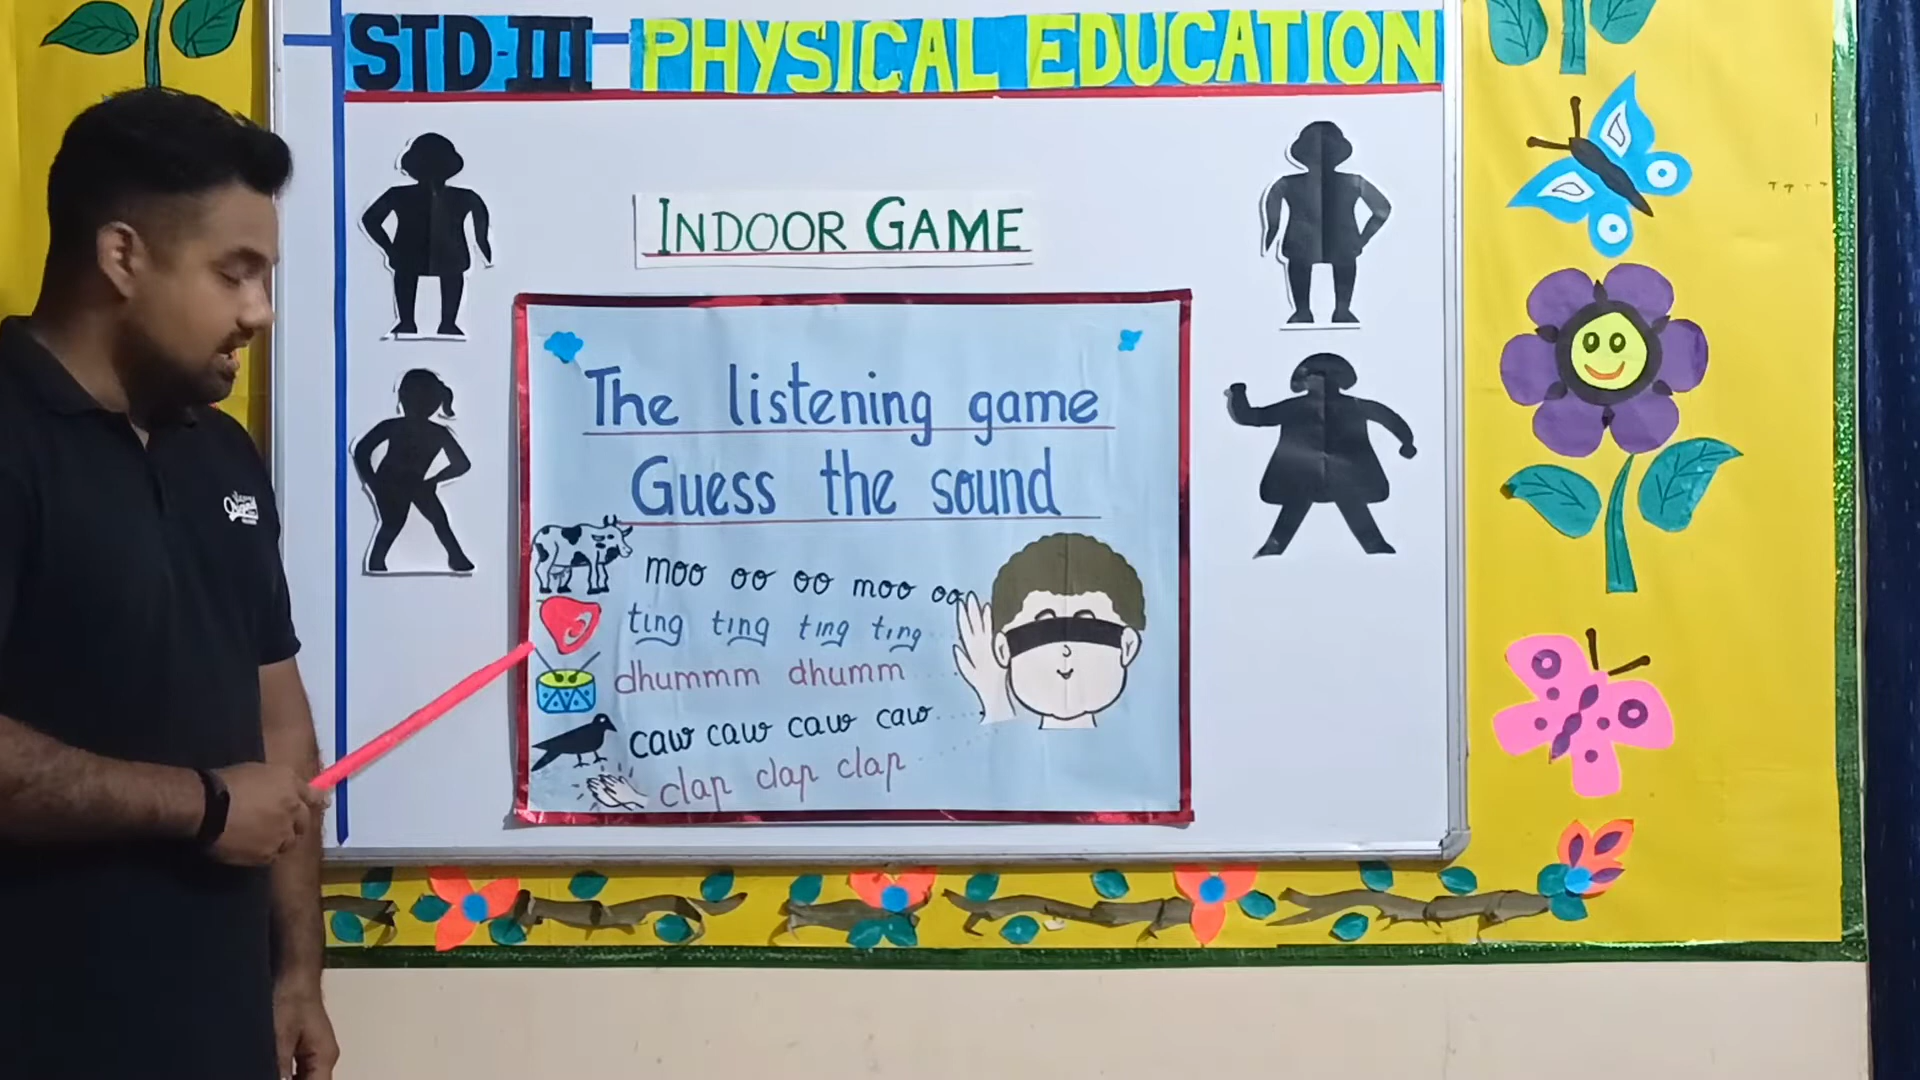 STD-III PHYSICAL EDUCATION
INDOOR GAME
The listening game
Guess the sound
moo oo oo moo oo
ting ting ting ting
dhummm dhumm
caw caw caw caw
clap clap clap